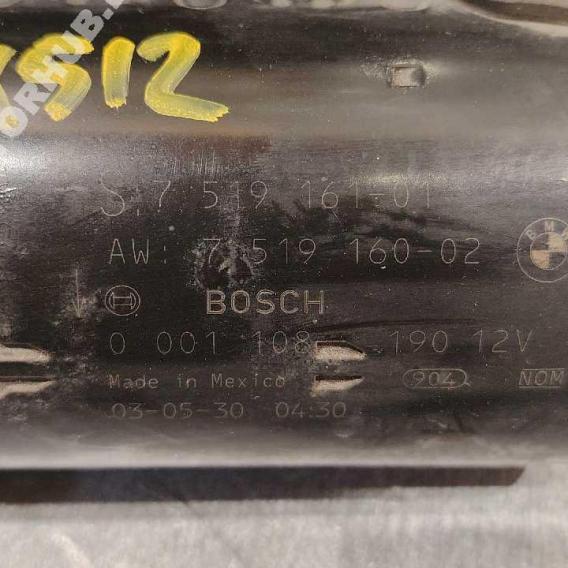 S 7 519 161-01
AW: 7 519 160-02
BMW
BOSCH
0 001 108 190 12V
Made in Mexico 904 NOM
03-05-30 04:30